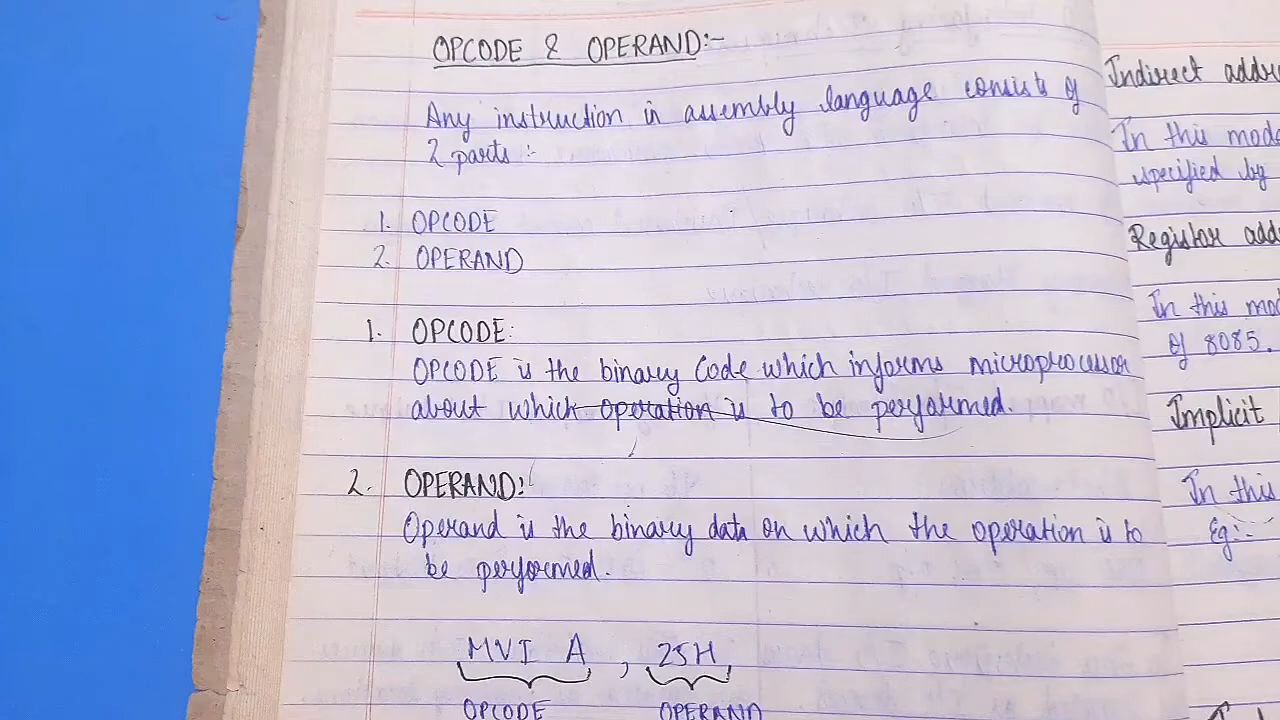 OPCODE & OPERAND:-
Any instruction in assembly language consists of
2 parts :-
1. OPCODE
2. OPERAND
1. OPCODE:
OPCODE is the binary code which informs microprocessor
about which operation is to be performed.
2. OPERAND:
Operand is the binary data on which the operation is to
be performed.
MVI A , 25H
OPCODE OPERAND
Indirect addre
In this mod
specified by
Register add
In this mod
of 8085.
Implicit
In this
Eg:-